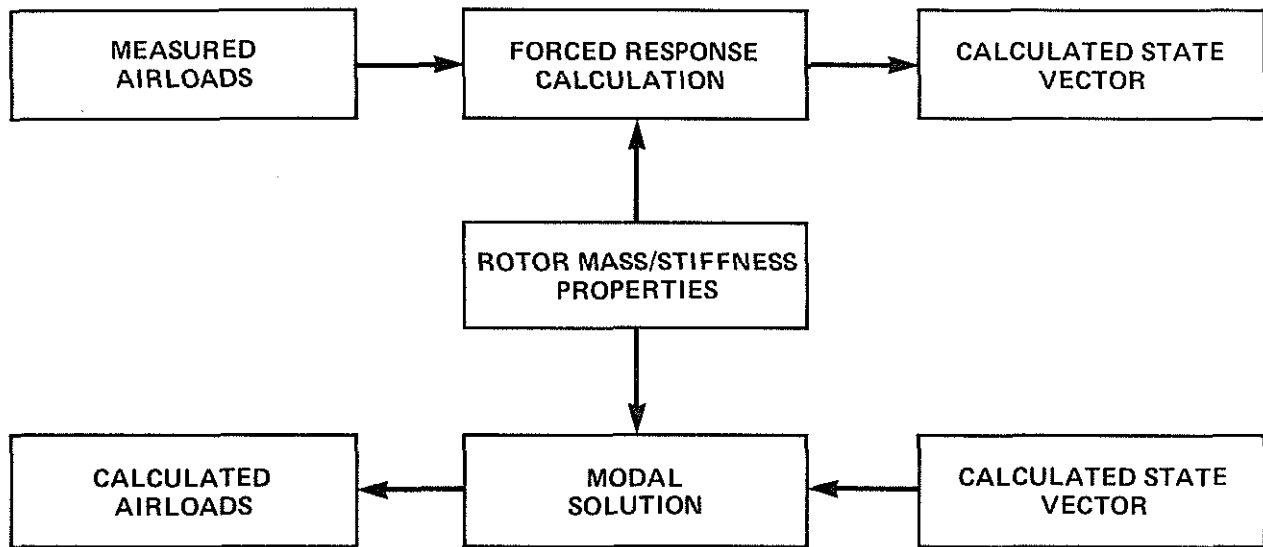 MEASURED
AIRLOADS
FORCED RESPONSE
CALCULATION
CALCULATED STATE
VECTOR
ROTOR MASS/STIFFNESS
PROPERTIES
CALCULATED
AIRLOADS
MODAL
SOLUTION
CALCULATED STATE
VECTOR